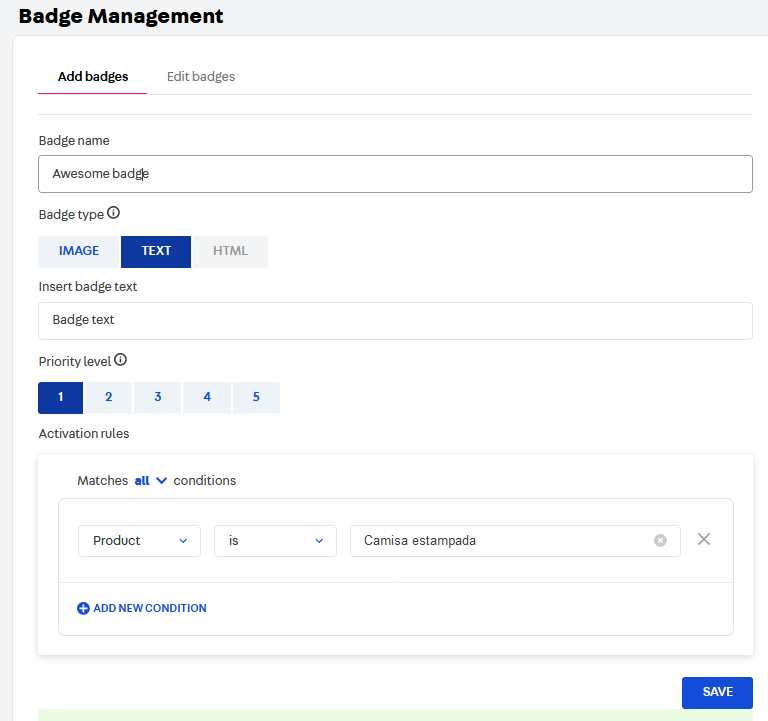 Badge Management
Add badges Edit badges
Badge name
Awesome badge
Badge type
IMAGE TEXT HTML
Insert badge text
Badge text
Priority level
1 2 3 4 5
Activation rules
Matches all conditions
Product is Camisa estampada
ADD NEW CONDITION
SAVE